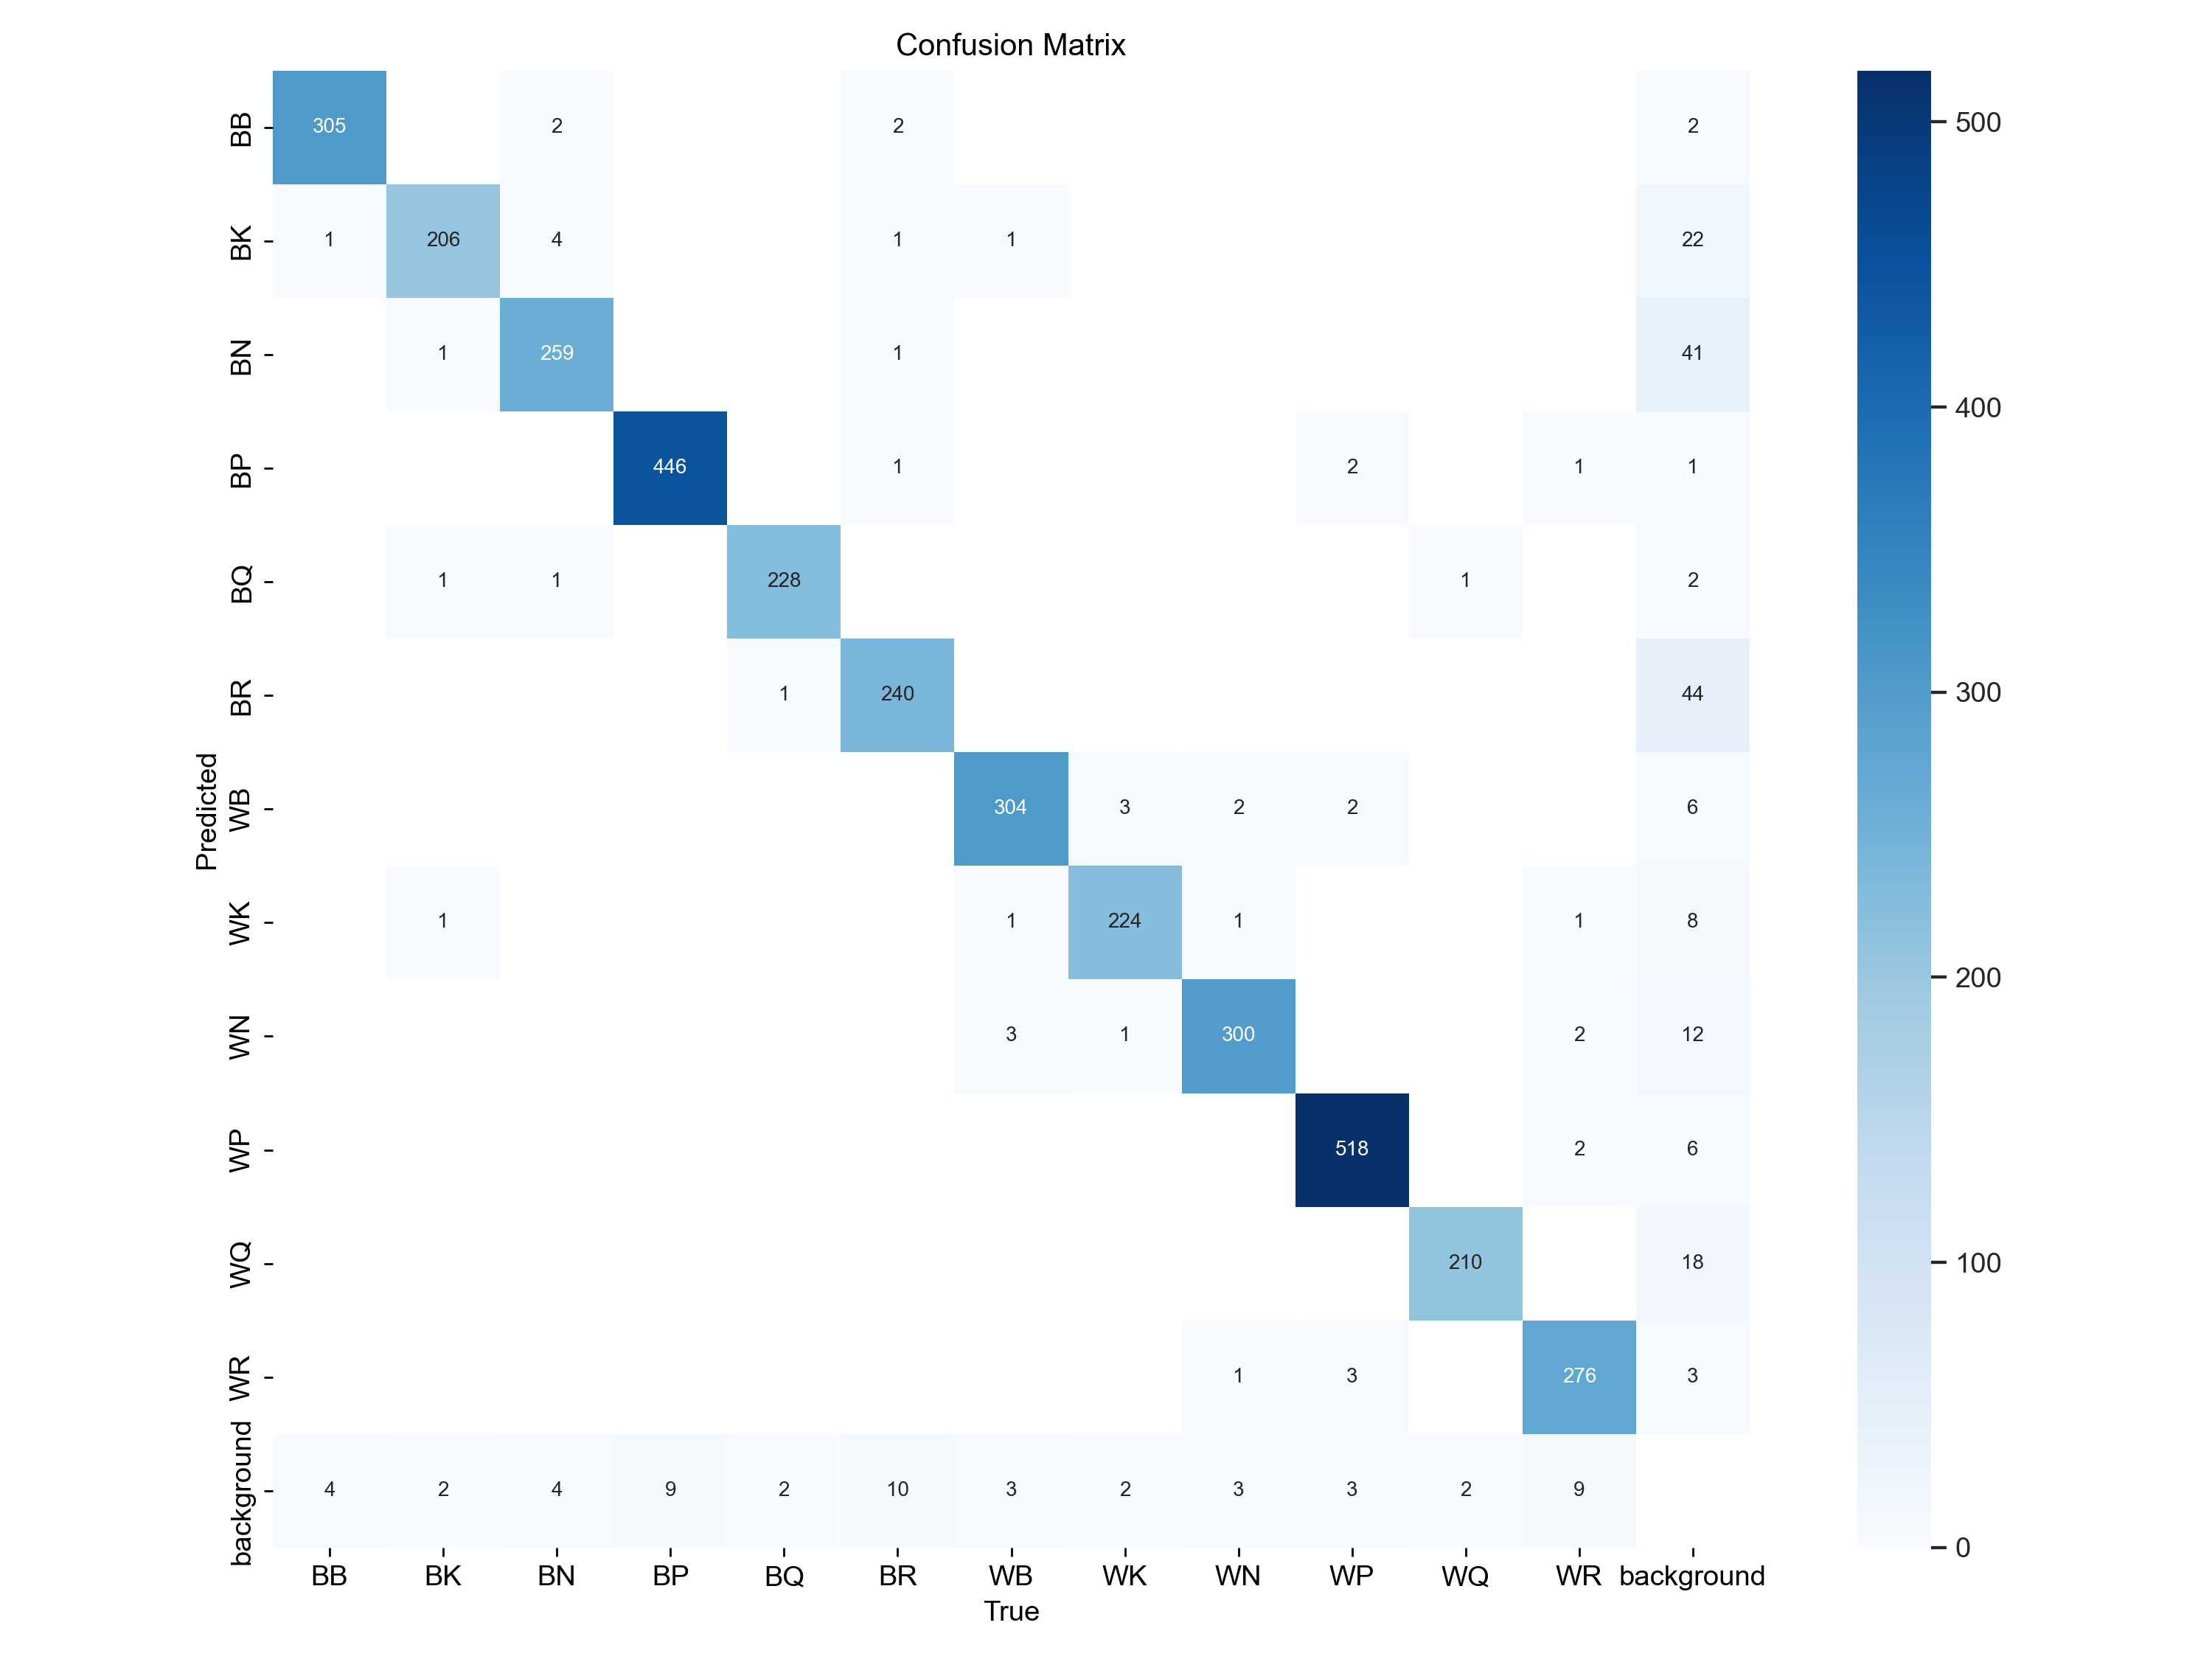 Confusion Matrix
BB 305 2 2 2
BK 1 206 4 1 1 22
BN 1 259 1 41
BP 446 1 2 1 1
BQ 1 1 228 1 2
BR 1 240 44
WB 304 3 2 2 6
WK 1 1 224 1 1 8
WN 3 1 300 2 12
WP 518 2 6
WQ 210 18
WR 1 3 276 3
background 4 2 4 9 2 10 3 2 3 3 2 9
BB BK BN BP BQ BR WB WK WN WP WQ WR background
True
Predicted
500
400
300
200
100
0